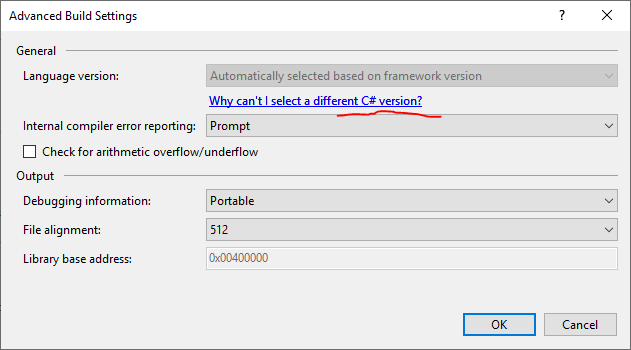 Advanced Build Settings ? ×
General
Language version: Automatically selected based on framework version
Why can't I select a different C# version?
Internal compiler error reporting: Prompt
Check for arithmetic overflow/underflow
Output
Debugging information: Portable
File alignment: 512
Library base address: 0x00400000
OK Cancel